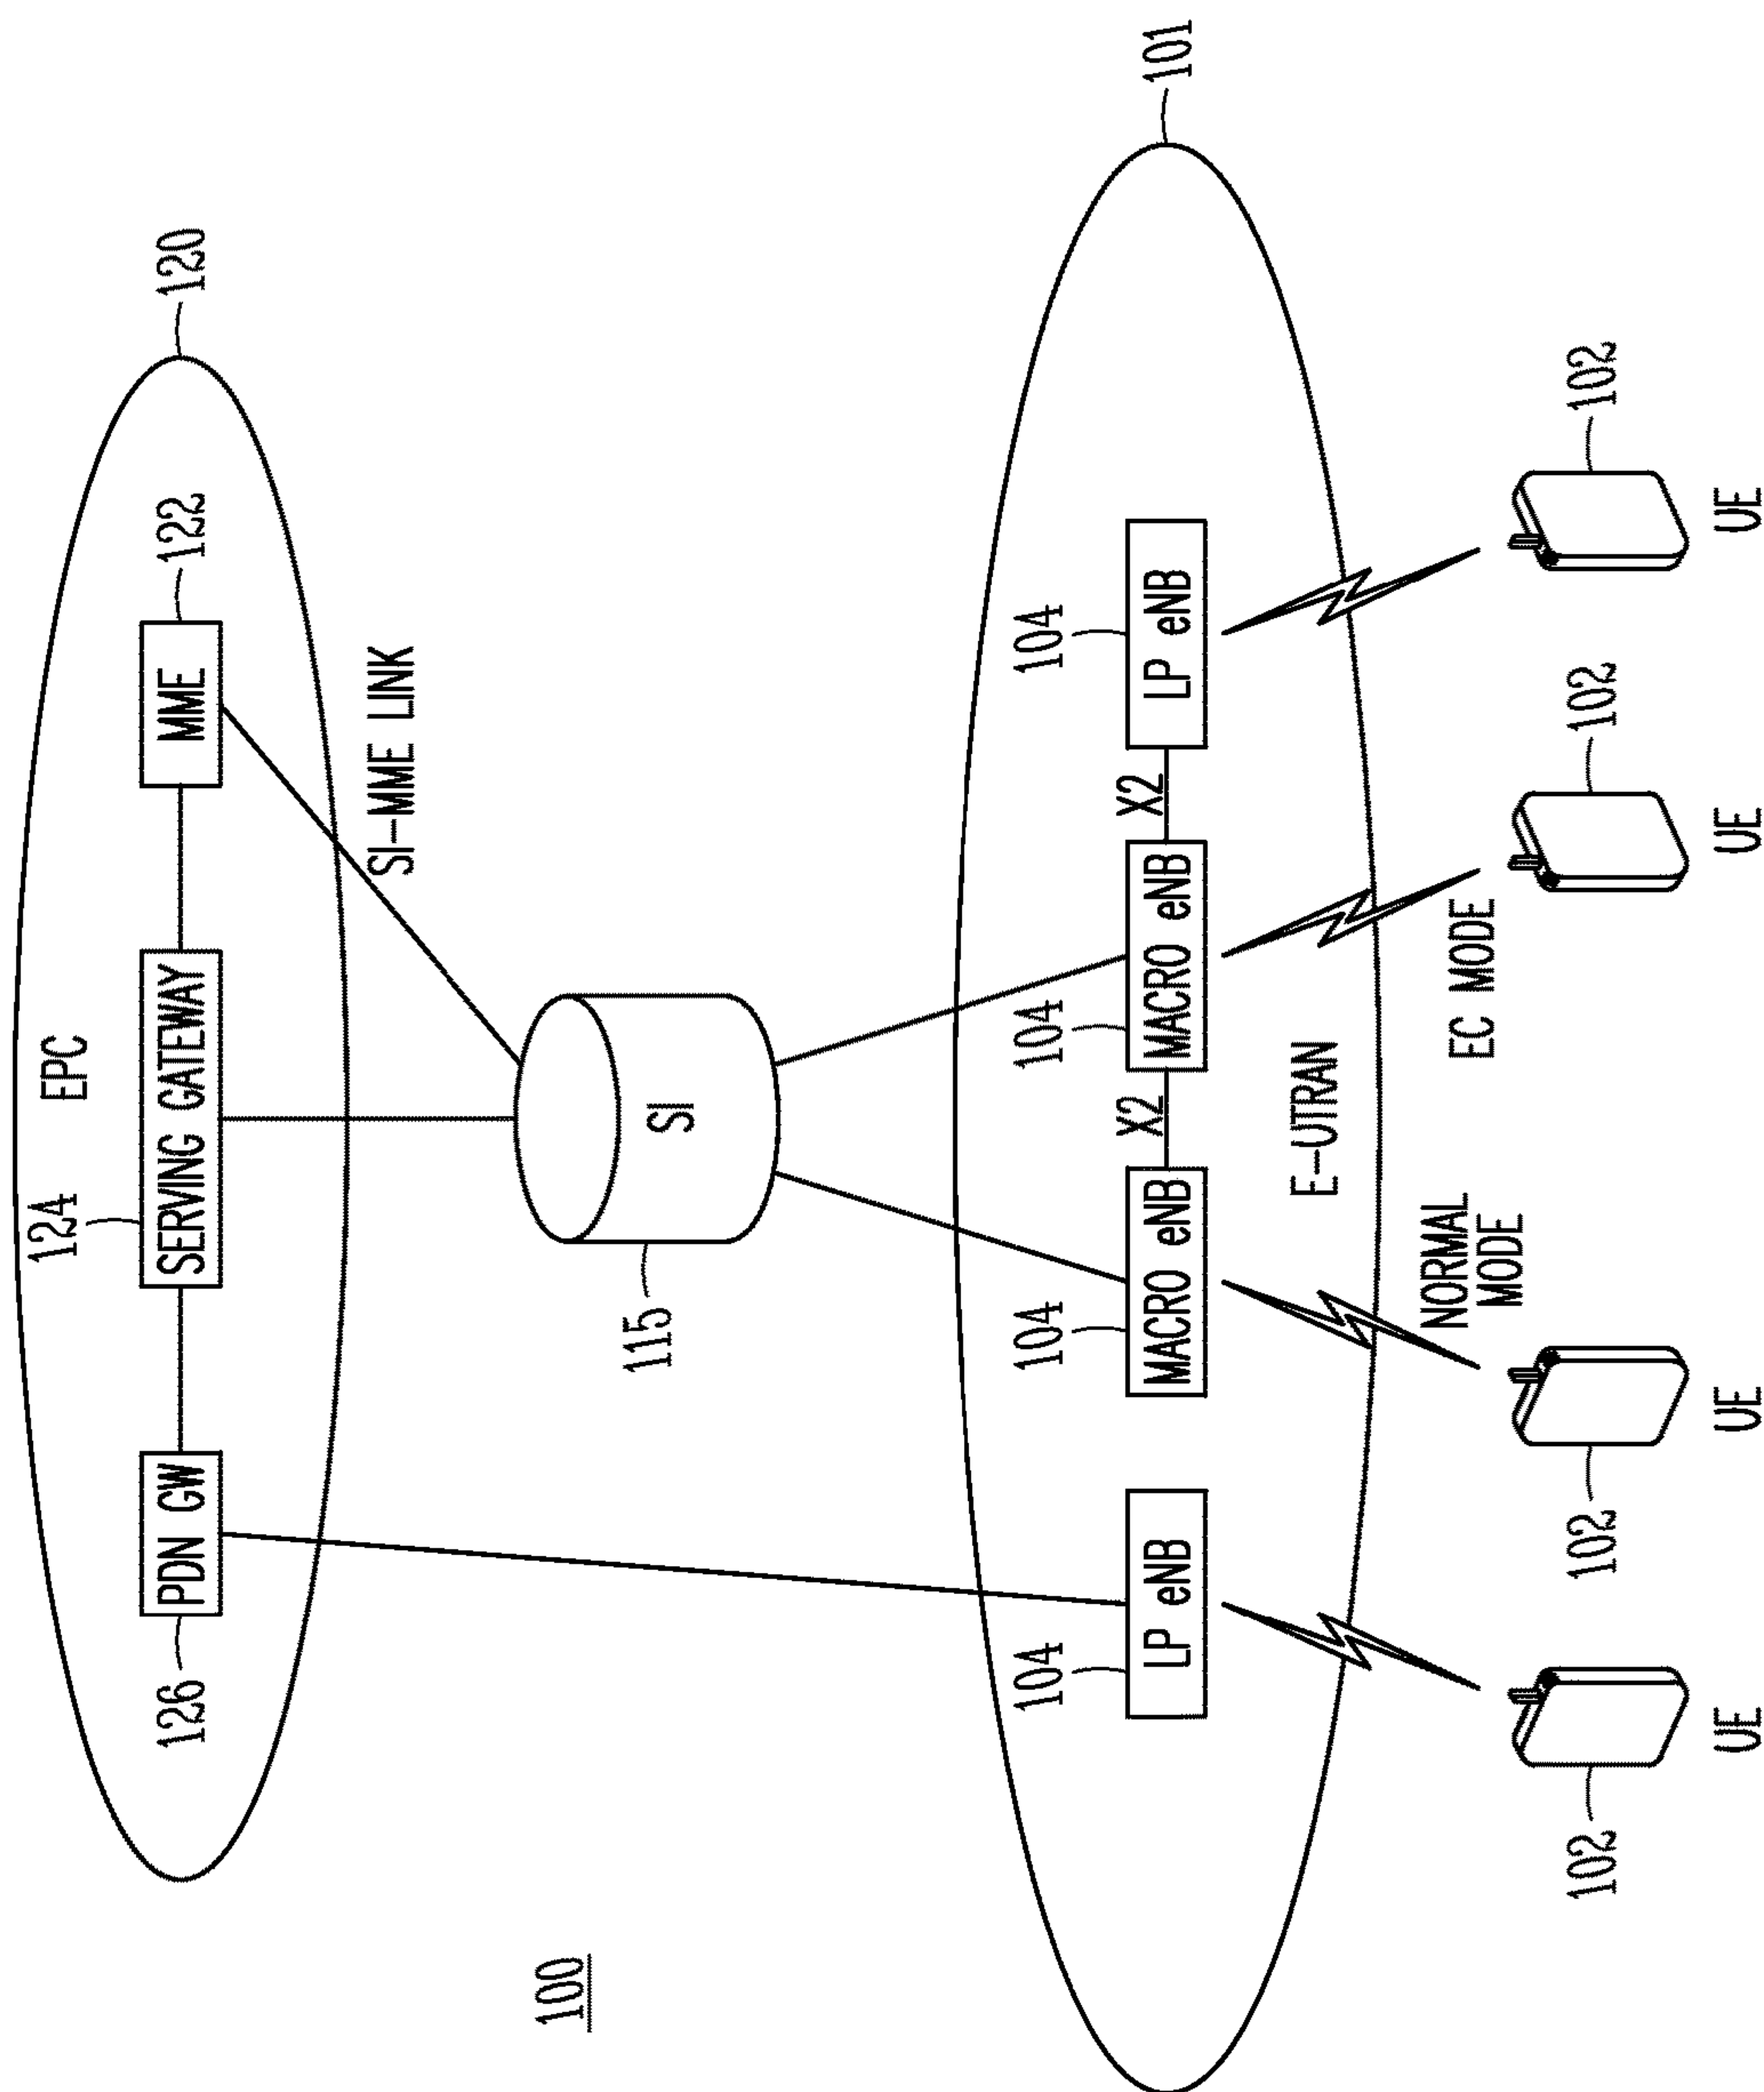 124
EPC
126
PDN GW
SERVING GATEWAY
MME
122
120
SI-MME LINK
100
115
SI
104
104
104
104
LP eNB
MACRO eNB
X2
MACRO eNB
X2
LP eNB
101
E-UTRAN
NORMAL
MODE
EC MODE
102
102
102
102
UE
UE
UE
UE